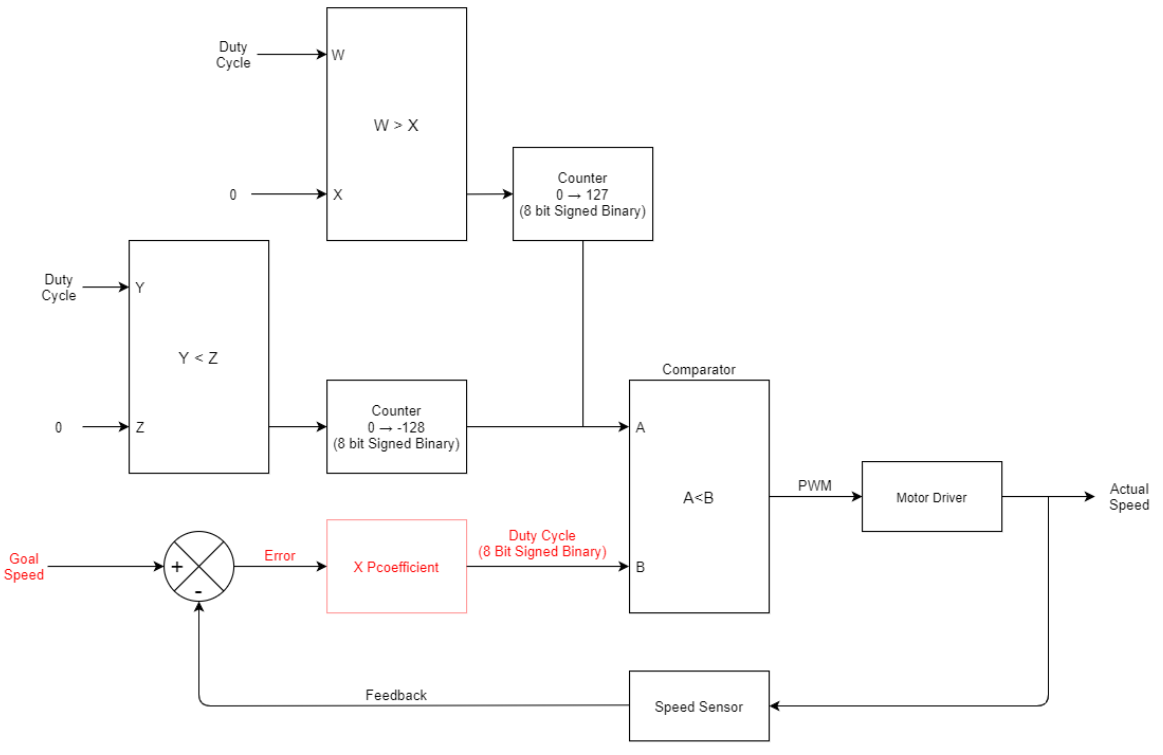 Duty
Cycle
W
W > X
0
X
Counter
0 → 127
(8 bit Signed Binary)
Duty
Cycle
Y
Y < Z
0
Z
Counter
0 → -128
(8 bit Signed Binary)
Comparator
A
A<B
B
PWM
Motor Driver
Actual
Speed
Goal
Speed
+
-
Error
X Pcoefficient
Duty Cycle
(8 Bit Signed Binary)
Feedback
Speed Sensor